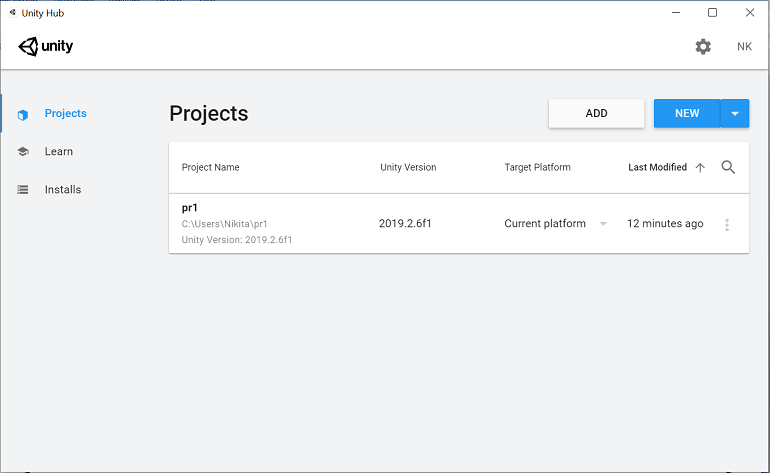 Unity Hub
unity
NK
Projects
Learn
Installs
Projects
ADD
NEW
Project Name Unity Version Target Platform Last Modified
pr1
C:\Users\Nikita\pr1
Unity Version: 2019.2.6f1
2019.2.6f1 Current platform 12 minutes ago